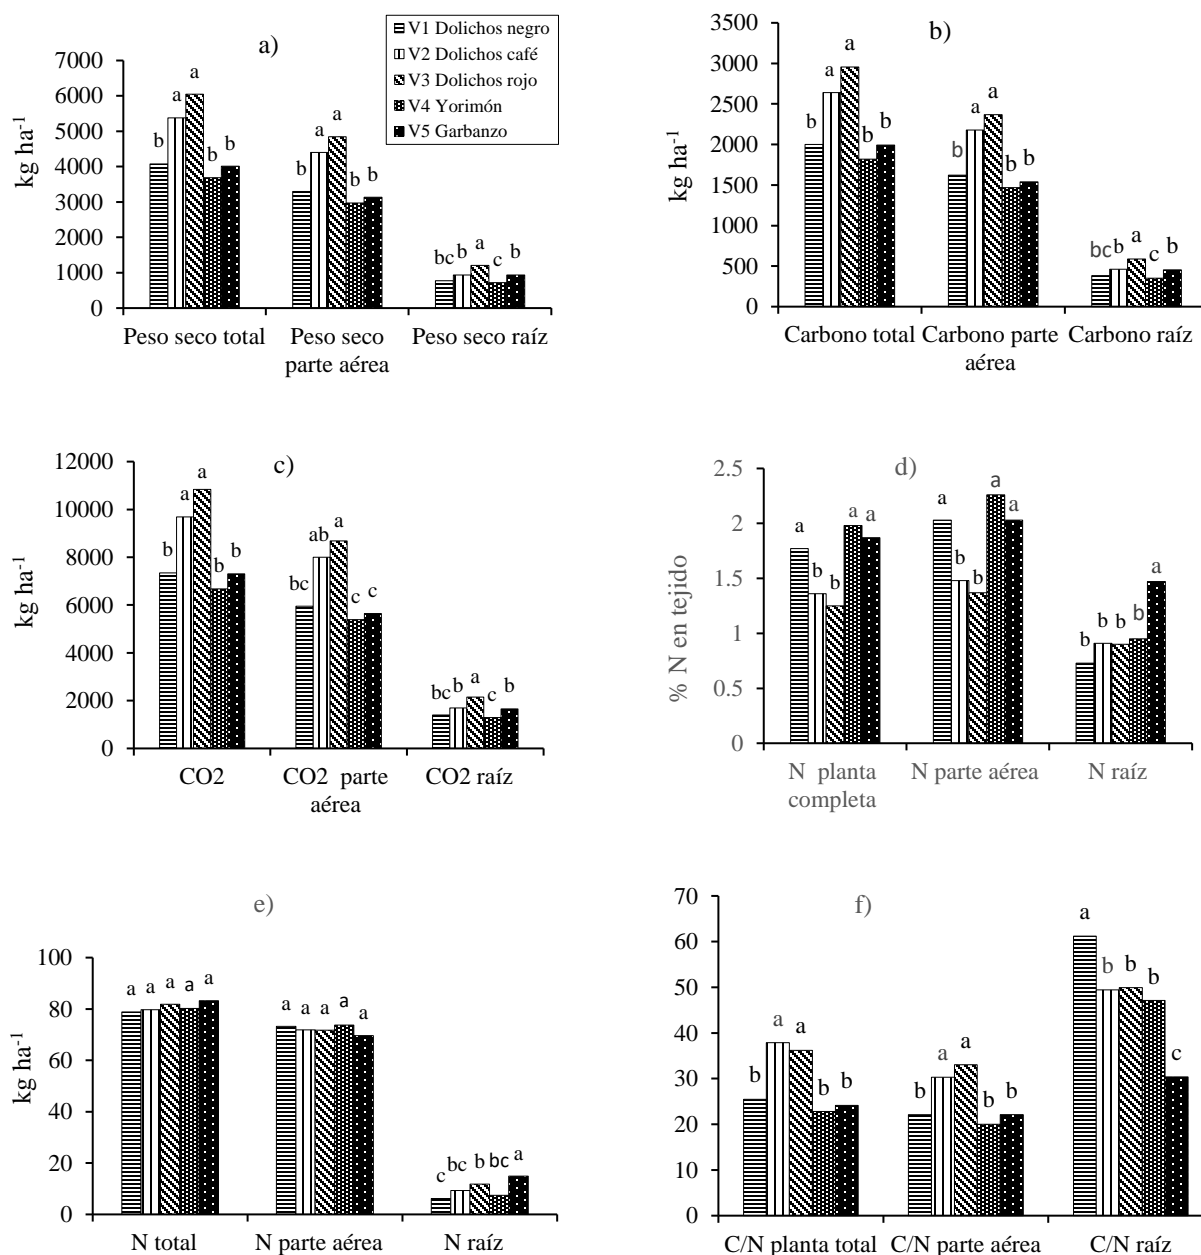 a)
V1 Dolichos negro
V2 Dolichos café
V3 Dolichos rojo
V4 Yorimón
V5 Garbanzo
kg ha-1
7000
6000
5000
4000
3000
2000
1000
0
b a a b b
b a a b b
bc b a c b
Peso seco total
Peso seco parte aérea
Peso seco raíz
b)
kg ha-1
3500
3000
2500
2000
1500
1000
500
0
b a a b b
b a a b b
bc b a c b
Carbono total
Carbono parte aérea
Carbono raíz
c)
kg ha-1
12000
10000
8000
6000
4000
2000
0
b a a b b
bc ab a c c
bc b a c b
CO2
CO2 parte aérea
CO2 raíz
d)
% N en tejido
2.5
2
1.5
1
0.5
0
a b b a a
a b b a a
b b b b a
N planta completa
N parte aérea
N raíz
e)
kg ha-1
100
80
60
40
20
0
a a a a a
a a a a a
c bc b bc a
N total
N parte aérea
N raíz
f)
70
60
50
40
30
20
10
0
b a a b b
b a a b b
a b b b c
C/N planta total
C/N parte aérea
C/N raíz